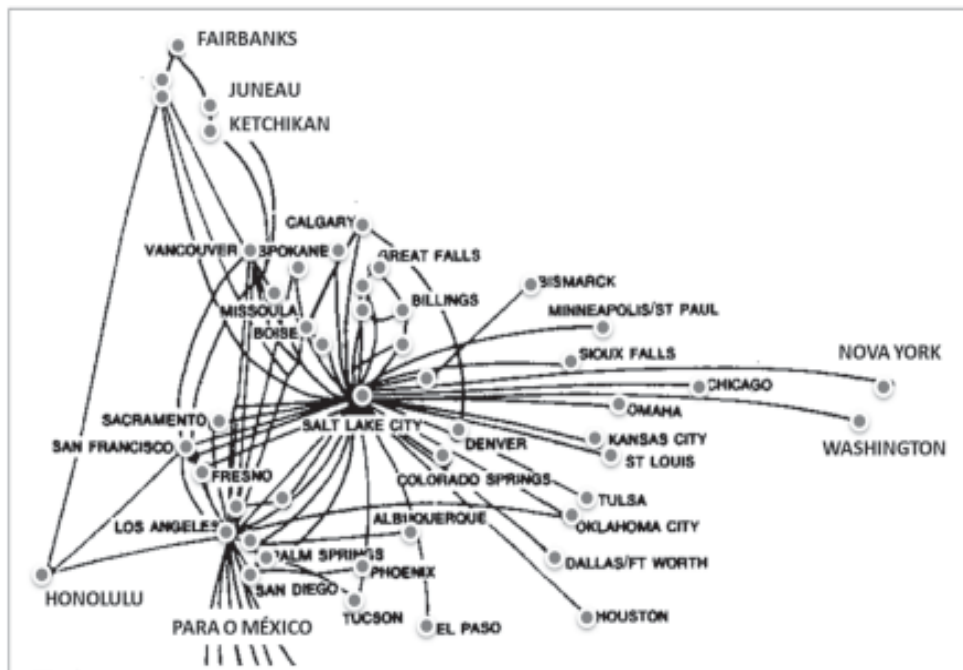 FAIRBANKS
JUNEAU
KETCHIKAN
CALGARY
VANCOUVER
SPOKANE
GREAT FALLS
BISMARCK
BILLINGS
MISSOULA
MINNEAPOLIS/ST PAUL
BOISE
NOVA YORK
SIOUX FALLS
CHICAGO
OMAHA
SACRAMENTO
SALT LAKE CITY
DENVER
KANSAS CITY
WASHINGTON
SAN FRANCISCO
ST LOUIS
FRESNO
COLORADO SPRINGS
TULSA
LOS ANGELES
ALBUQUERQUE
OKLAHOMA CITY
PALM SPRINGS
DALLAS/FT WORTH
PHOENIX
SAN DIEGO
HONOLULU
TUCSON
HOUSTON
PARA O MÉXICO
EL PASO